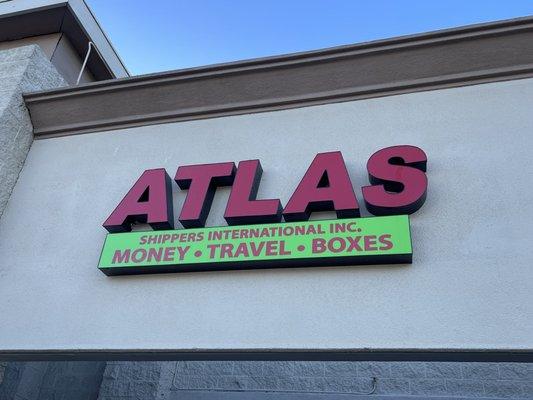 ATLAS
SHIPPERS INTERNATIONAL INC.
MONEY • TRAVEL • BOXES